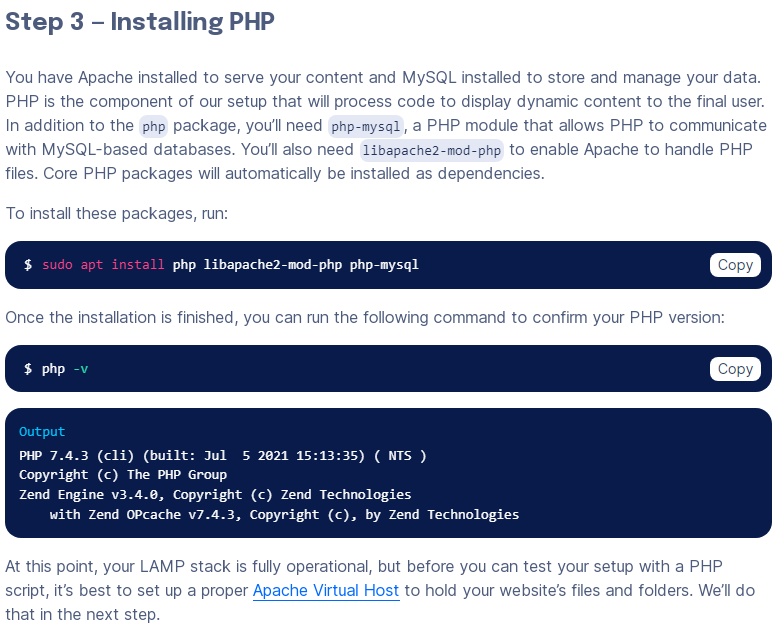 Step 3 — Installing PHP
You have Apache installed to serve your content and MySQL installed to store and manage your data.
PHP is the component of our setup that will process code to display dynamic content to the final user.
In addition to the php package, you’ll need php-mysql, a PHP module that allows PHP to communicate
with MySQL-based databases. You’ll also need libapache2-mod-php to enable Apache to handle PHP
files. Core PHP packages will automatically be installed as dependencies.
To install these packages, run:
$ sudo apt install php libapache2-mod-php php-mysql Copy
Once the installation is finished, you can run the following command to confirm your PHP version:
$ php -v Copy
Output
PHP 7.4.3 (cli) (built: Jul  5 2021 15:13:35) ( NTS )
Copyright (c) The PHP Group
Zend Engine v3.4.0, Copyright (c) Zend Technologies
    with Zend OPcache v7.4.3, Copyright (c), by Zend Technologies
At this point, your LAMP stack is fully operational, but before you can test your setup with a PHP
script, it’s best to set up a proper Apache Virtual Host to hold your website’s files and folders. We’ll do
that in the next step.